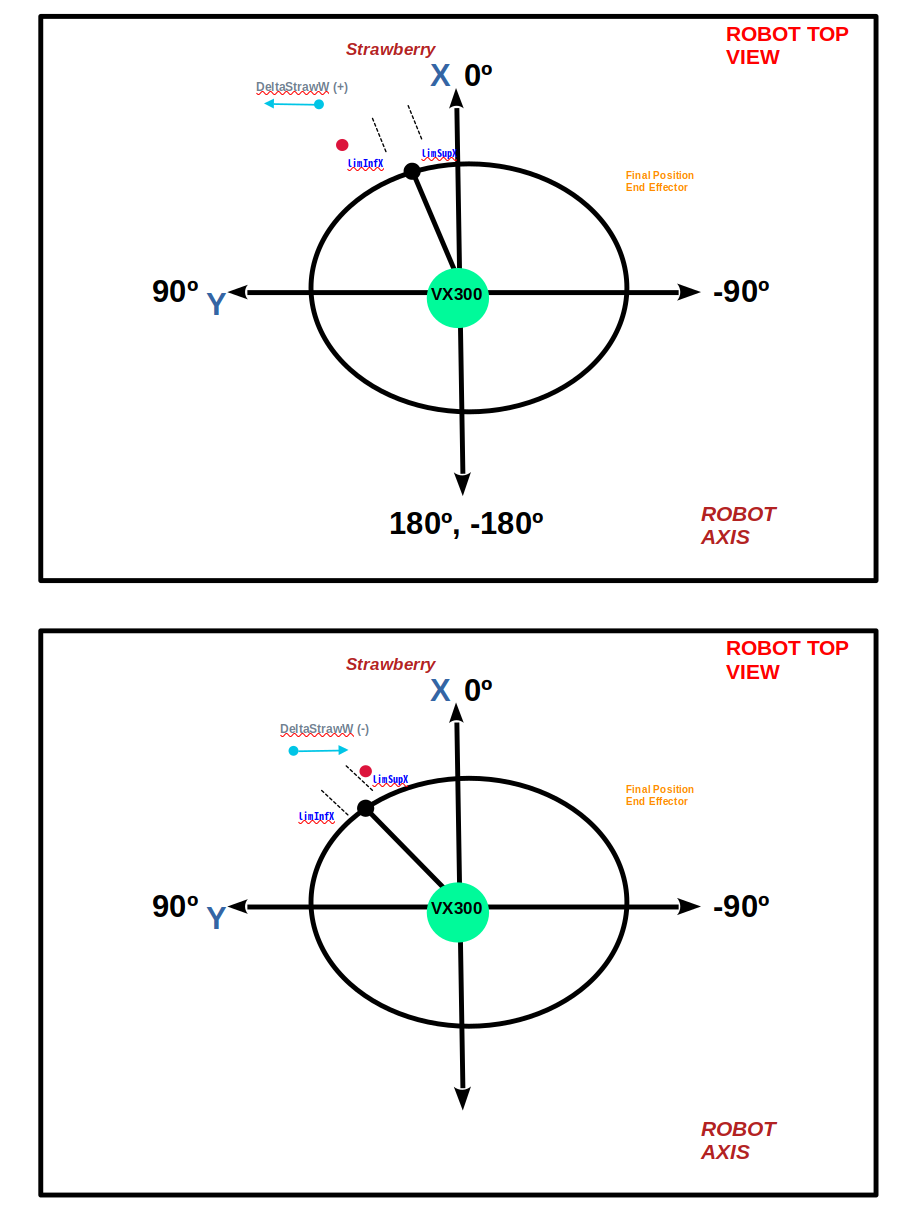 ROBOT TOP
VIEW
Strawberry
X 0º
DeltaStrawW (+)
limSupX
limInfX
Final Position
End Effector
90º Y
VX300
-90º
180º, -180º
ROBOT
AXIS
ROBOT TOP
VIEW
Strawberry
X 0º
DeltaStrawW (-)
limSupX
limInfX
Final Position
End Effector
90º Y
VX300
-90º
ROBOT
AXIS